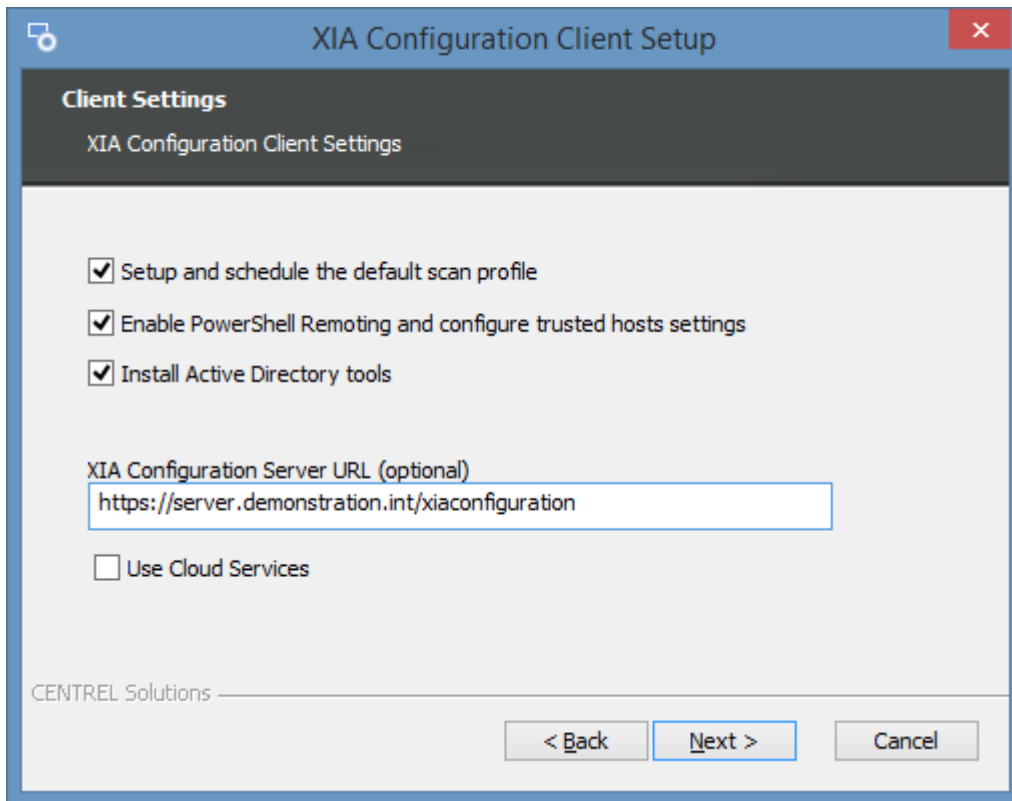 XIA Configuration Client Setup
Client Settings
XIA Configuration Client Settings
Setup and schedule the default scan profile
Enable PowerShell Remoting and configure trusted hosts settings
Install Active Directory tools
XIA Configuration Server URL (optional)
https://server.demonstration.int/xiaconfiguration
Use Cloud Services
CENTREL Solutions
< Back Next > Cancel